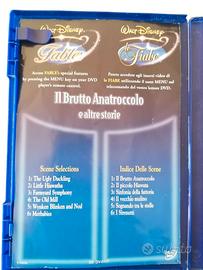 WALT DISNEY
Fable
Access FABLE's special features
by pressing the MENU key on your DVD
player's remote control.
WALT DISNEY
le Fiabe
Potete accedere agli inserti video di
LE FIABE utilizzando il tasto MENU sul
telecomando del vostro lettore DVD.
Il Brutto Anatroccolo
e altre storie
Scene Selections
1: The Ugly Duckling
2: Little Hiawatha
3: Farmyard Symphony
4: The Old Mill
5: Wynken Blinken and Nod
6: Merbabies
Indice Delle Scene
1: Il Brutto Anatroccolo
2: Il piccolo Hiawata
3: Sinfonia della fattoria
4: Il vecchio mulino
5: Sognando tra le stelle
6: I Sirenetti
DVD
subito